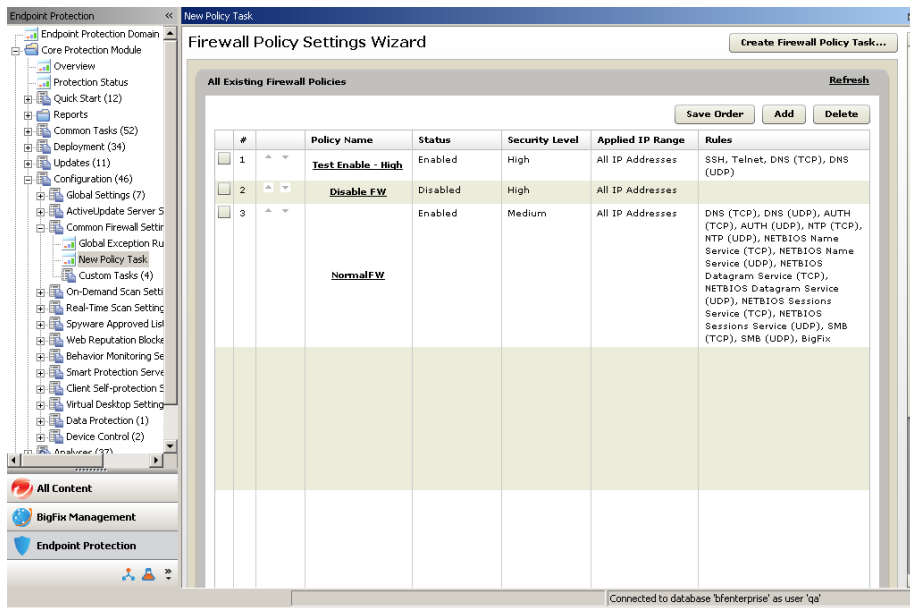 Endpoint Protection «
New Policy Task
Endpoint Protection Domain
Core Protection Module
Overview
Protection Status
Quick Start (12)
Reports
Common Tasks (52)
Deployment (34)
Updates (11)
Configuration (46)
Global Settings (7)
ActiveUpdate Server S
Common Firewall Settin
Global Exception Ru
New Policy Task
Custom Tasks (4)
On-Demand Scan Setti
Real-Time Scan Setting
Spyware Approved List
Web Reputation Blocke
Behavior Monitoring Se
Smart Protection Serve
Client Self-protection S
Virtual Desktop Setting
Data Protection (1)
Device Control (2)
Analyses (37)
All Content
BigFix Management
Endpoint Protection
Firewall Policy Settings Wizard
Create Firewall Policy Task...
All Existing Firewall Policies
Refresh
Save Order Add Delete
# Policy Name Status Security Level Applied IP Range Rules
1 Test Enable - High Enabled High All IP Addresses SSH, Telnet, DNS (TCP), DNS
(UDP)
2 Disable FW Disabled High All IP Addresses
3 NormalFW Enabled Medium All IP Addresses DNS (TCP), DNS (UDP), AUTH
(TCP), AUTH (UDP), NTP (TCP),
NTP (UDP), NETBIOS Name
Service (TCP), NETBIOS Name
Service (UDP), NETBIOS
Datagram Service (TCP),
NETBIOS Datagram Service
(UDP), NETBIOS Sessions
Service (TCP), NETBIOS
Sessions Service (UDP), SMB
(TCP), SMB (UDP), BigFix
Connected to database 'bfenterprise' as user 'qa'